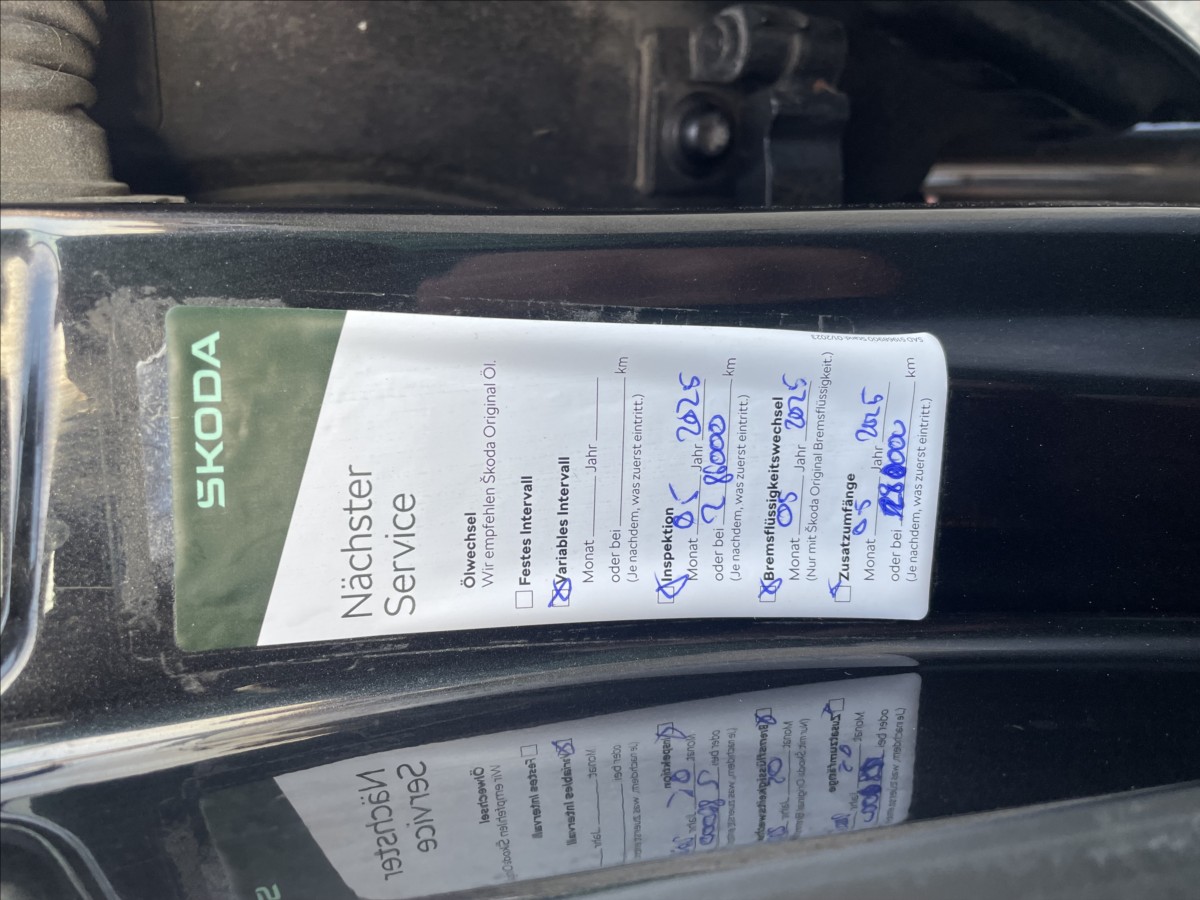 ŠKODA
Nächster
Service
Ölwechsel
Wir empfehlen Škoda Original Öl.
Festes Intervall
Variables Intervall
Monat Jahr
oder bei km
(Je nachdem, was zuerst eintritt.)
Inspektion
Monat 05 Jahr 2025
oder bei 286000 km
(Je nachdem, was zuerst eintritt.)
Bremsflüssigkeitswechsel
Monat 05 Jahr 2025
(Nur mit Škoda Original Bremsflüssigkeit.)
Zusatzumfänge
Monat 05 Jahr 2025
oder bei km
(Je nachdem, was zuerst eintritt.)